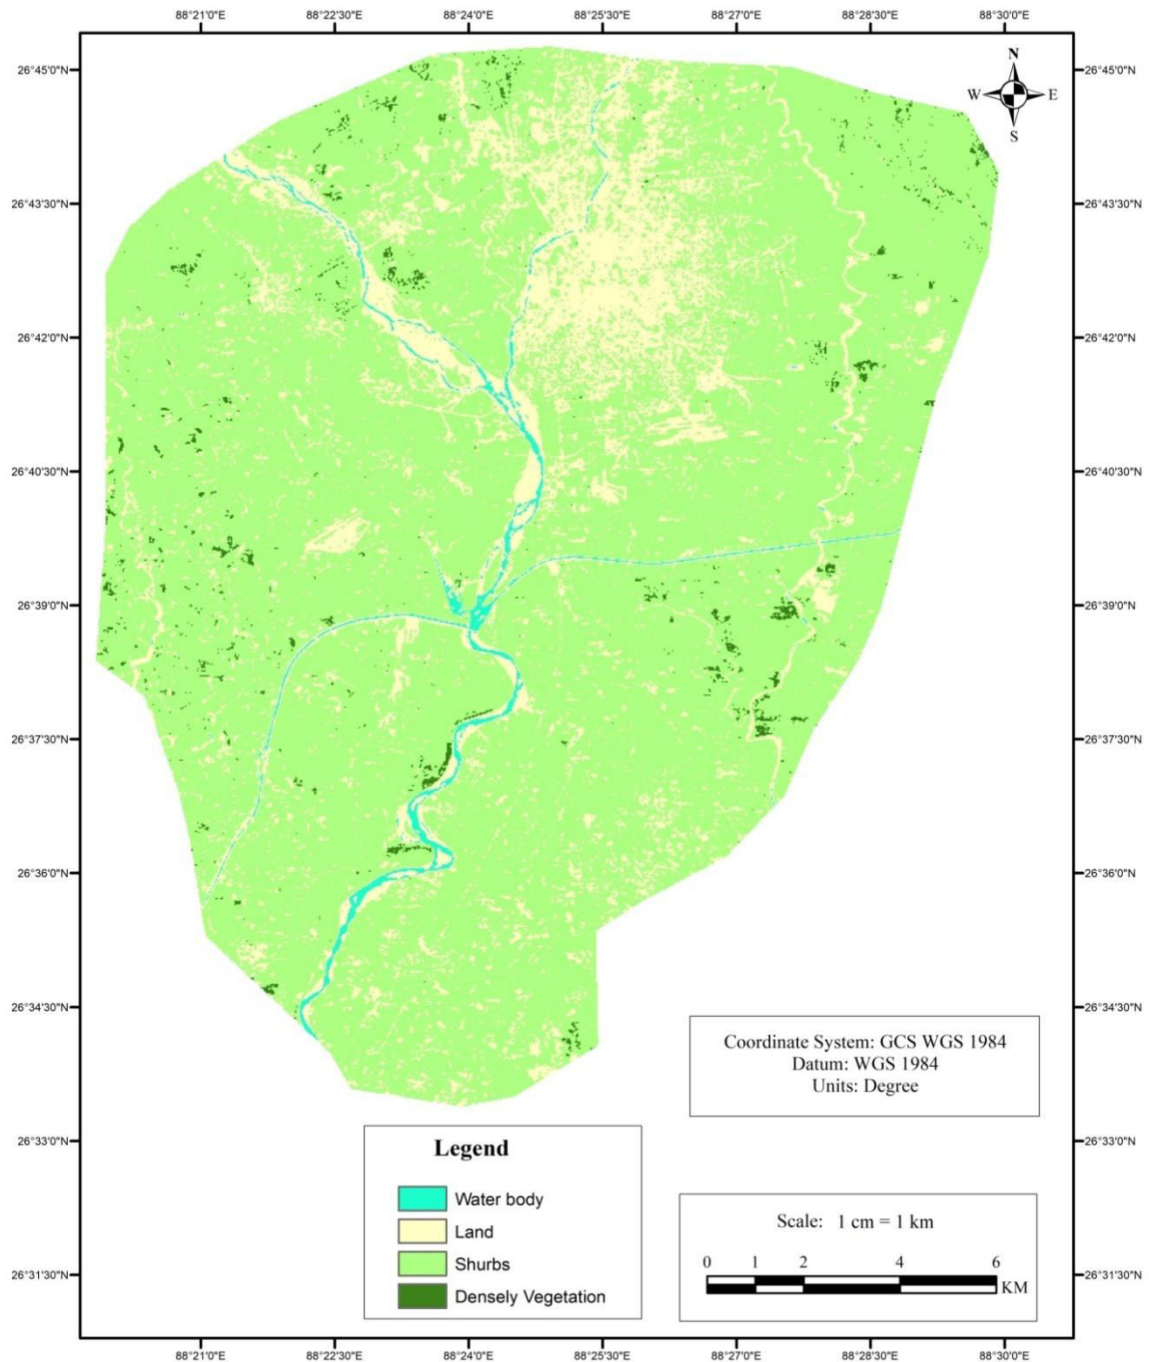 88°21'0"E 88°22'30"E 88°24'0"E 88°25'30"E 88°27'0"E 88°28'30"E 88°30'0"E
N
W E
S
26°45'0"N 26°45'0"N
26°43'30"N 26°43'30"N
26°42'0"N 26°42'0"N
26°40'30"N 26°40'30"N
26°39'0"N 26°39'0"N
26°37'30"N 26°37'30"N
26°36'0"N 26°36'0"N
26°34'30"N 26°34'30"N
Coordinate System: GCS WGS 1984
Datum: WGS 1984
Units: Degree
26°33'0"N 26°33'0"N
Legend
Water body
Land
Shurbs
Densely Vegetation
Scale: 1 cm = 1 km
0 1 2 4 6
KM
26°31'30"N 26°31'30"N
88°21'0"E 88°22'30"E 88°24'0"E 88°25'30"E 88°27'0"E 88°28'30"E 88°30'0"E